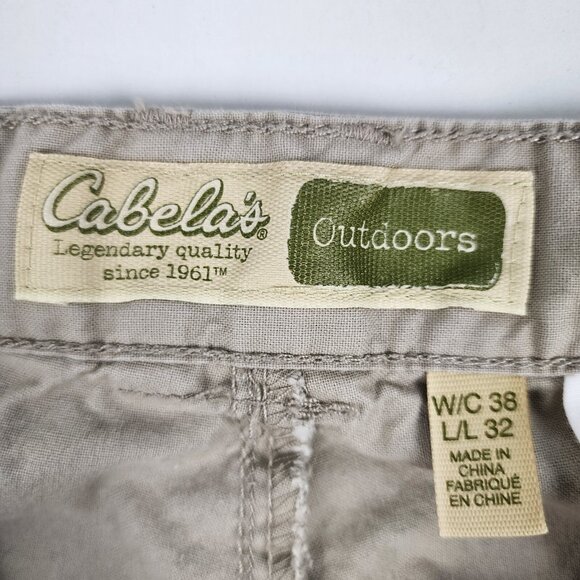 Cabela's®
Legendary quality
since 1961™
Outdoors
W/C 38
L/L 32
MADE IN
CHINA
FABRIQUÉ
EN CHINE